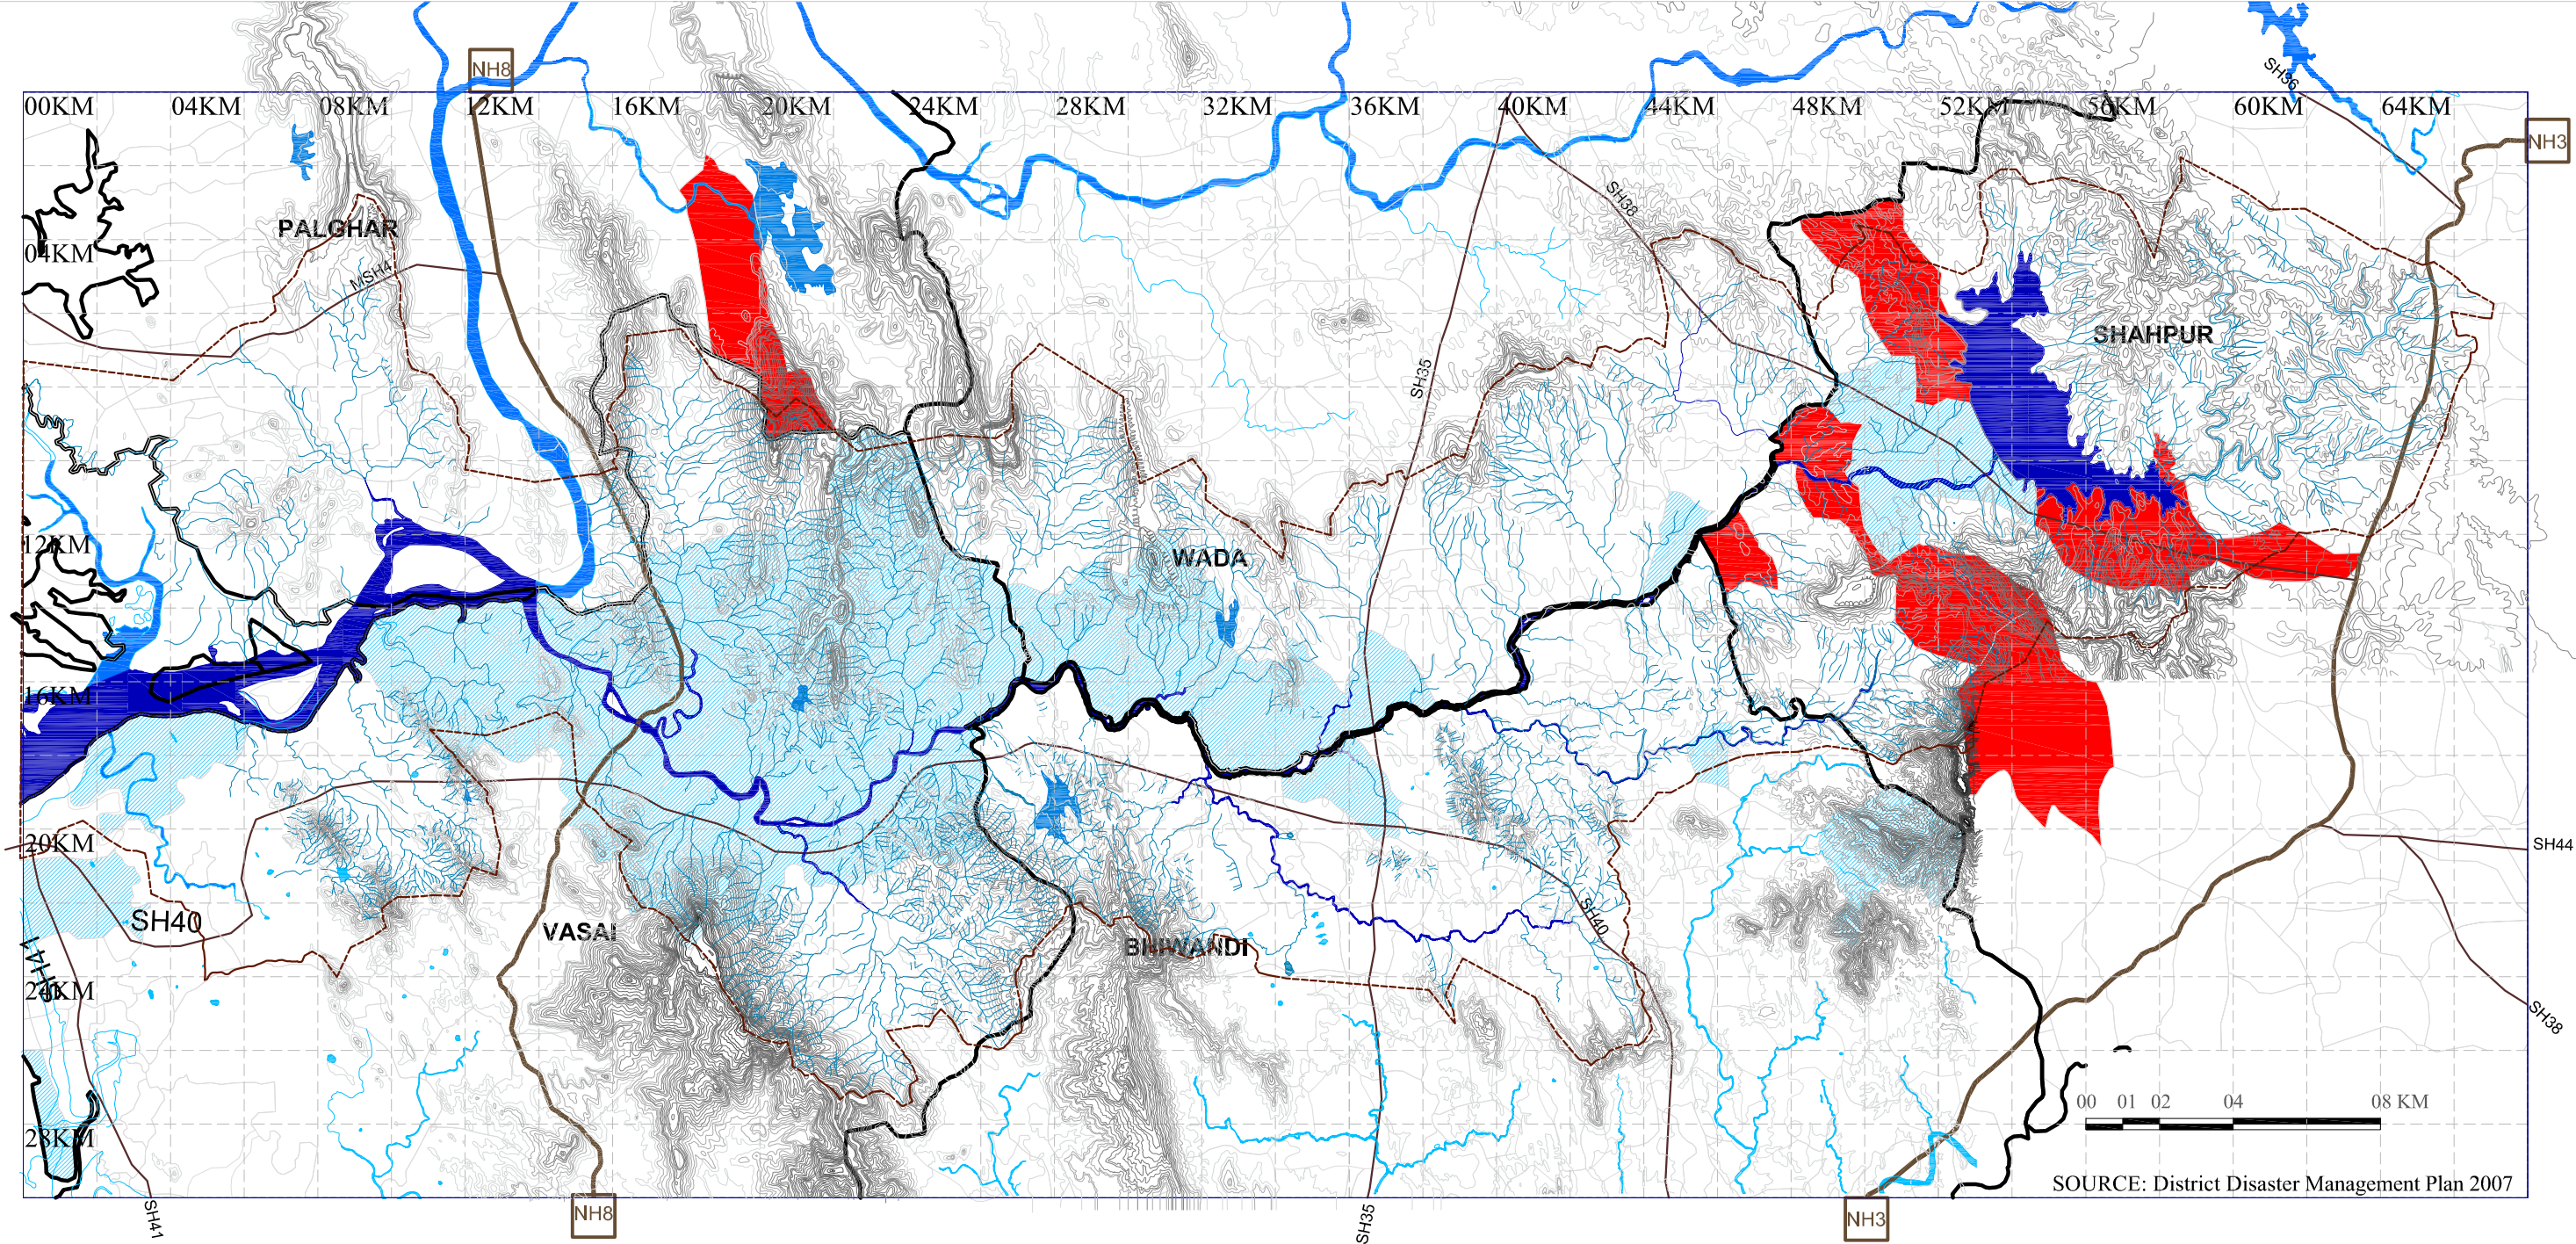 NH8
SH36
00KM 04KM 08KM 12KM 16KM 20KM 24KM 28KM 32KM 36KM 40KM 44KM 48KM 52KM 56KM 60KM 64KM
NH3
SH38
PALGHAR
04KM
MSH4
SHAHPUR
SH35
12KM
WADA
16KM
20KM
SH44
SH40
SH40
VASAI
BHIWANDI
24KM
SH41
SH38
00 01 02 04 08 KM
28KM
SOURCE: District Disaster Management Plan 2007
SH41
NH8
SH35
NH3